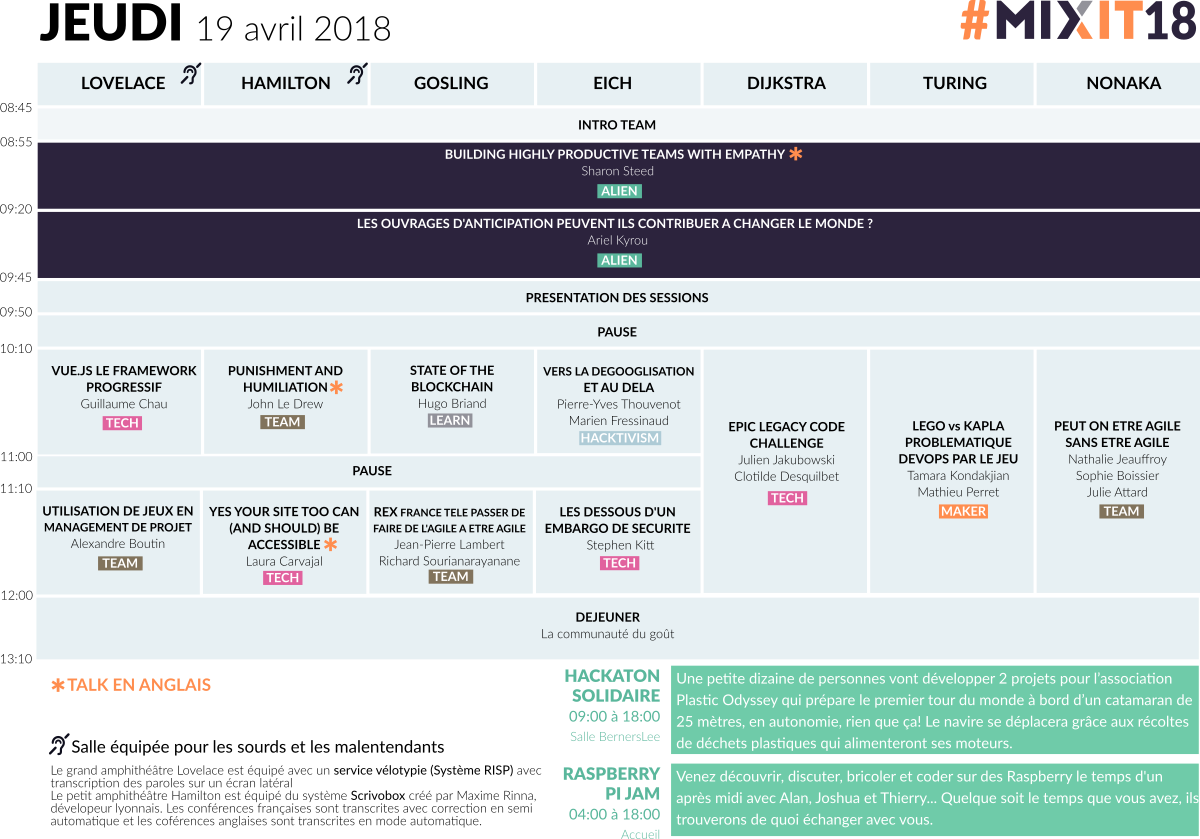 JEUDI 19 avril 2018
#MIXIT18
LOVELACE
HAMILTON
GOSLING
EICH
DIJKSTRA
TURING
NONAKA
08:45
INTRO TEAM
08:55
BUILDING HIGHLY PRODUCTIVE TEAMS WITH EMPATHY *
Sharon Steed
ALIEN
09:20
LES OUVRAGES D'ANTICIPATION PEUVENT ILS CONTRIBUER A CHANGER LE MONDE ?
Ariel Kyrou
ALIEN
09:45
PRESENTATION DES SESSIONS
09:50
PAUSE
10:10
VUE.JS LE FRAMEWORK
PROGRESSIF
Guillaume Chau
TECH
PUNISHMENT AND
HUMILIATION *
John Le Drew
TEAM
STATE OF THE
BLOCKCHAIN
Hugo Briand
LEARN
VERS LA DEGOOGLISATION
ET AU DELA
Pierre-Yves Thouvenot
Marien Fressinaud
HACKTIVISM
EPIC LEGACY CODE
CHALLENGE
Julien Jakubowski
Clotilde Desquilbet
TECH
LEGO vs KAPLA
PROBLEMATIQUE
DEVOPS PAR LE JEU
Tamara Kondakjian
Mathieu Perret
MAKER
PEUT ON ETRE AGILE
SANS ETRE AGILE
Nathalie Jeauffroy
Sophie Boissier
Julie Attard
TEAM
11:00
PAUSE
11:10
UTILISATION DE JEUX EN
MANAGEMENT DE PROJET
Alexandre Boutin
TEAM
YES YOUR SITE TOO CAN
(AND SHOULD) BE
ACCESSIBLE *
Laura Carvajal
TECH
REX FRANCE TELE PASSER DE
FAIRE DE L'AGILE A ETRE AGILE
Jean-Pierre Lambert
Richard Sourianarayanane
TEAM
LES DESSOUS D'UN
EMBARGO DE SECURITE
Stephen Kitt
TECH
12:00
DEJEUNER
La communauté du goût
13:10
* TALK EN ANGLAIS
Salle équipée pour les sourds et les malentendants
Le grand amphithéâtre Lovelace est équipé avec un service vélotypie (Système RISP) avec
transcription des paroles sur un écran latéral
Le petit amphithéâtre Hamilton est équipé du système Scrivobox créé par Maxime Rinna,
dévelopeur lyonnais. Les conférences françaises sont transcrites avec correction en semi
automatique et les coférences anglaises sont transcrites en mode automatique.
HACKATON
SOLIDAIRE
09:00 à 18:00
Salle BernersLee
Une petite dizaine de personnes vont développer 2 projets pour l'association
Plastic Odyssey qui prépare le premier tour du monde à bord d'un catamaran de
25 mètres, en autonomie, rien que ça! Le navire se déplacera grâce aux récoltes
de déchets plastiques qui alimenteront ses moteurs.
RASPBERRY
PI JAM
04:00 à 18:00
Accueil
Venez découvrir, discuter, bricoler et coder sur des Raspberry le temps d'un
après midi avec Alan, Joshua et Thierry... Quelque soit le temps que vous avez, ils
trouverons de quoi échanger avec vous.